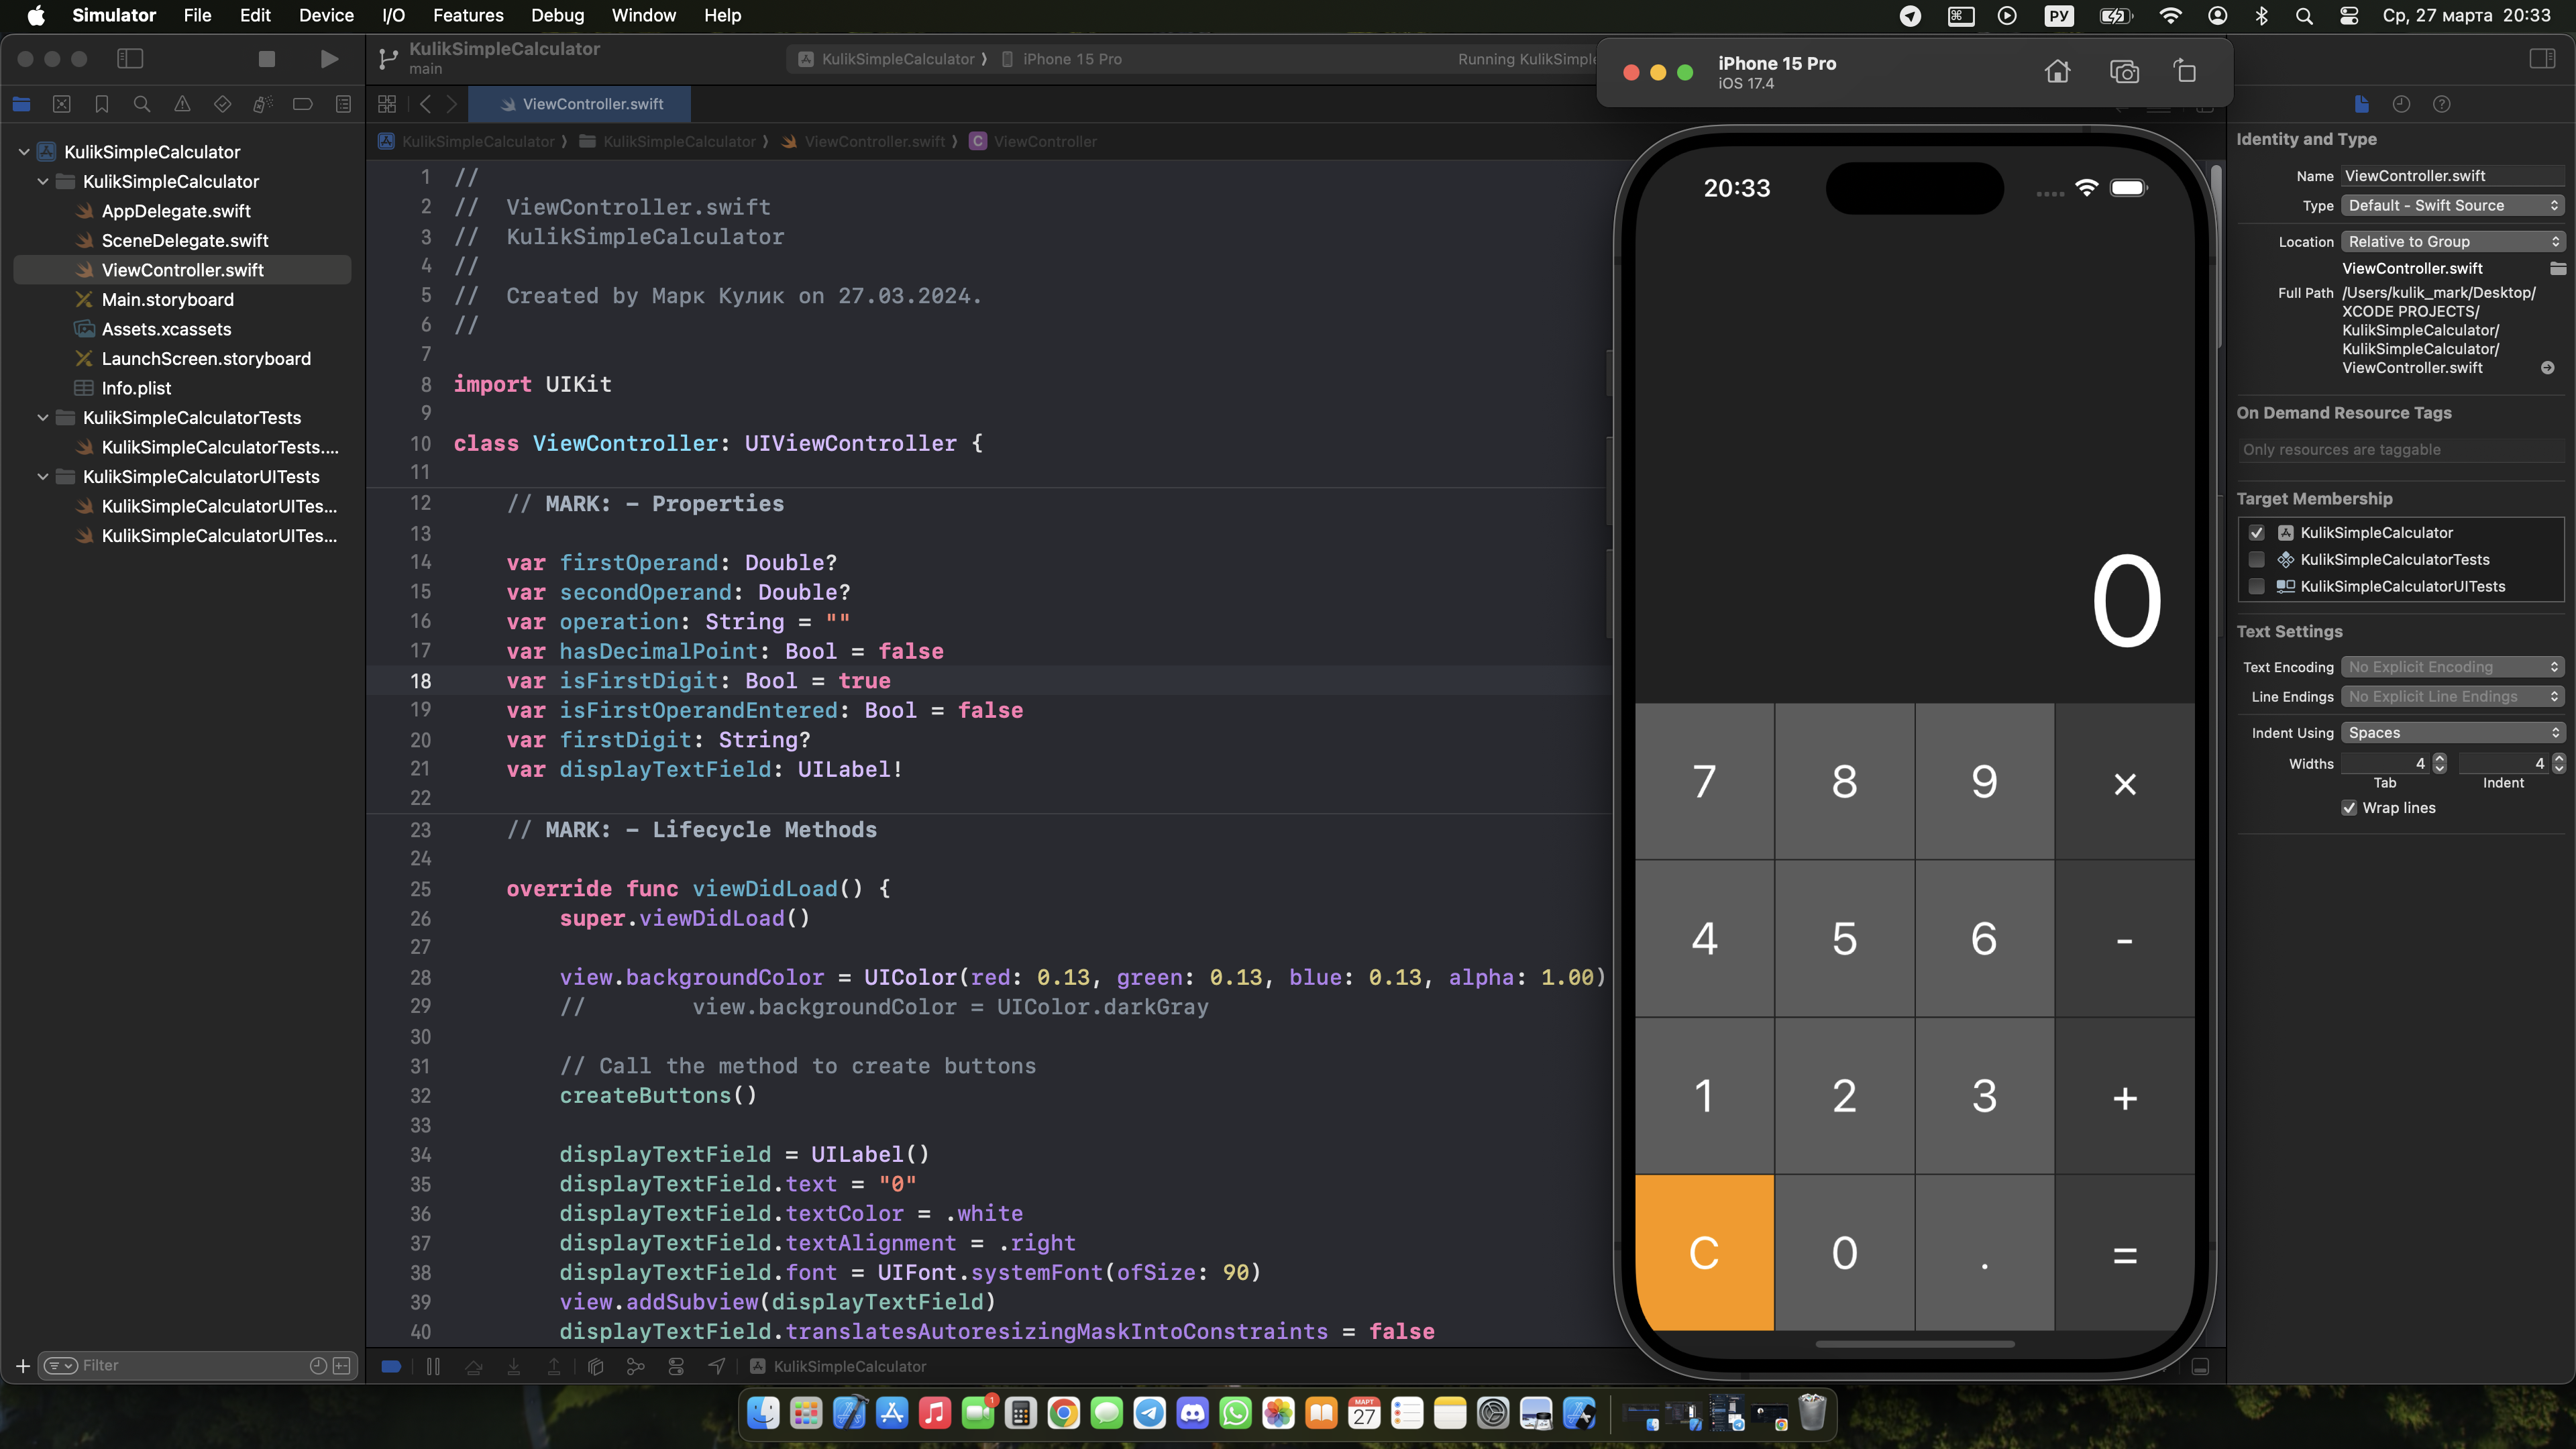 Simulator File Edit Device I/O Features Debug Window Help РУ Ср, 27 марта 20:33
KulikSimpleCalculator
main
KulikSimpleCalculator ⟩ iPhone 15 Pro
Running KulikSimple
iPhone 15 Pro
iOS 17.4
ViewController.swift
KulikSimpleCalculator ⟩ KulikSimpleCalculator ⟩ ViewController.swift ⟩ C ViewController
KulikSimpleCalculator
KulikSimpleCalculator
AppDelegate.swift
SceneDelegate.swift
ViewController.swift
Main.storyboard
Assets.xcassets
LaunchScreen.storyboard
Info.plist
KulikSimpleCalculatorTests
KulikSimpleCalculatorTests....
KulikSimpleCalculatorUITests
KulikSimpleCalculatorUITes...
KulikSimpleCalculatorUITes...
Filter
1 //
2 // ViewController.swift
3 // KulikSimpleCalculator
4 //
5 // Created by Марк Кулик on 27.03.2024.
6 //
7
8 import UIKit
9
10 class ViewController: UIViewController {
11
12 // MARK: – Properties
13
14 var firstOperand: Double?
15 var secondOperand: Double?
16 var operation: String = ""
17 var hasDecimalPoint: Bool = false
18 var isFirstDigit: Bool = true
19 var isFirstOperandEntered: Bool = false
20 var firstDigit: String?
21 var displayTextField: UILabel!
22
23 // MARK: – Lifecycle Methods
24
25 override func viewDidLoad() {
26 super.viewDidLoad()
27
28 view.backgroundColor = UIColor(red: 0.13, green: 0.13, blue: 0.13, alpha: 1.00)
29 // view.backgroundColor = UIColor.darkGray
30
31 // Call the method to create buttons
32 createButtons()
33
34 displayTextField = UILabel()
35 displayTextField.text = "0"
36 displayTextField.textColor = .white
37 displayTextField.textAlignment = .right
38 displayTextField.font = UIFont.systemFont(ofSize: 90)
39 view.addSubview(displayTextField)
40 displayTextField.translatesAutoresizingMaskIntoConstraints = false
KulikSimpleCalculator
20:33
0
7 8 9 ×
4 5 6 -
1 2 3 +
C 0 . =
Identity and Type
Name ViewController.swift
Type Default - Swift Source
Location Relative to Group
ViewController.swift
Full Path /Users/kulik_mark/Desktop/
XCODE PROJECTS/
KulikSimpleCalculator/
KulikSimpleCalculator/
ViewController.swift
On Demand Resource Tags
Only resources are taggable
Target Membership
KulikSimpleCalculator
KulikSimpleCalculatorTests
KulikSimpleCalculatorUITests
Text Settings
Text Encoding No Explicit Encoding
Line Endings No Explicit Line Endings
Indent Using Spaces
Widths 4 4
Tab Indent
Wrap lines
1
МАРТ
27